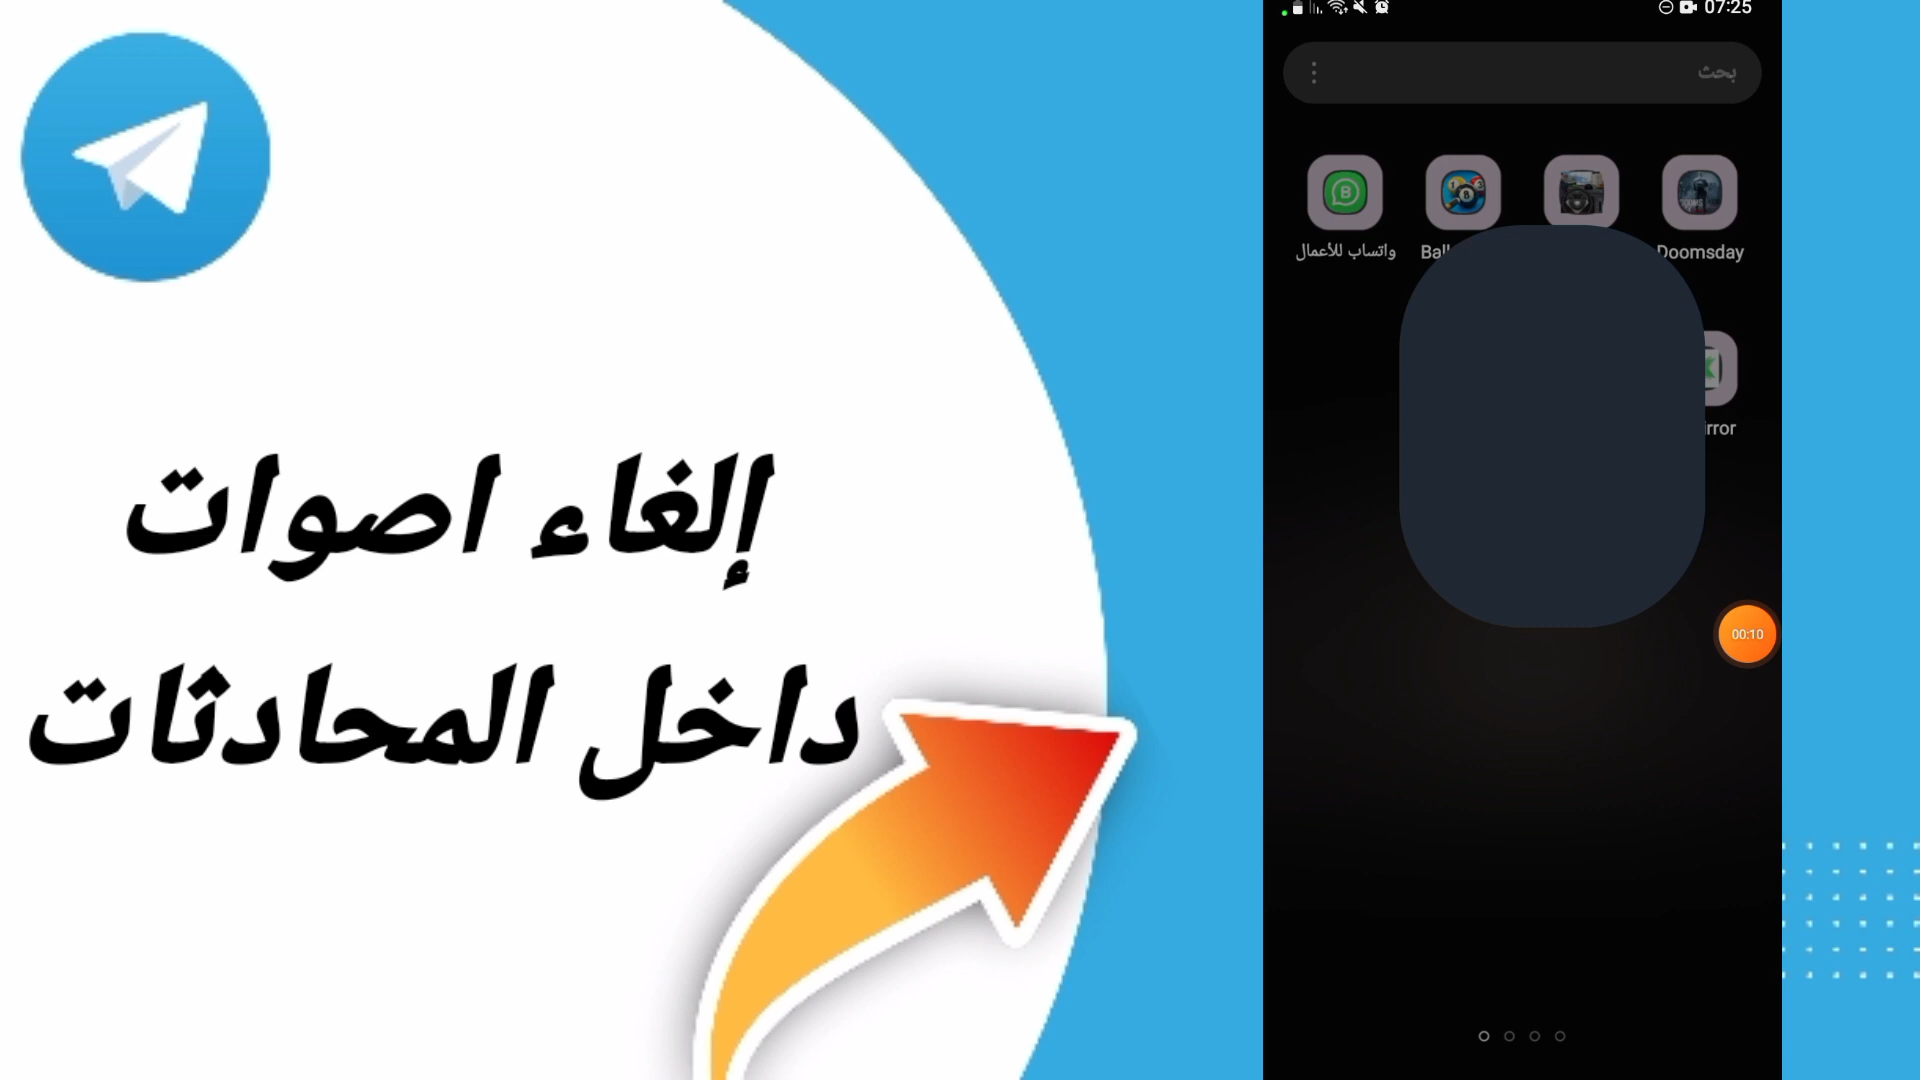 إلغاء اصوات
داخل المحادثات
07:25
بحث
واتساب للأعمال
Doomsday
00:10